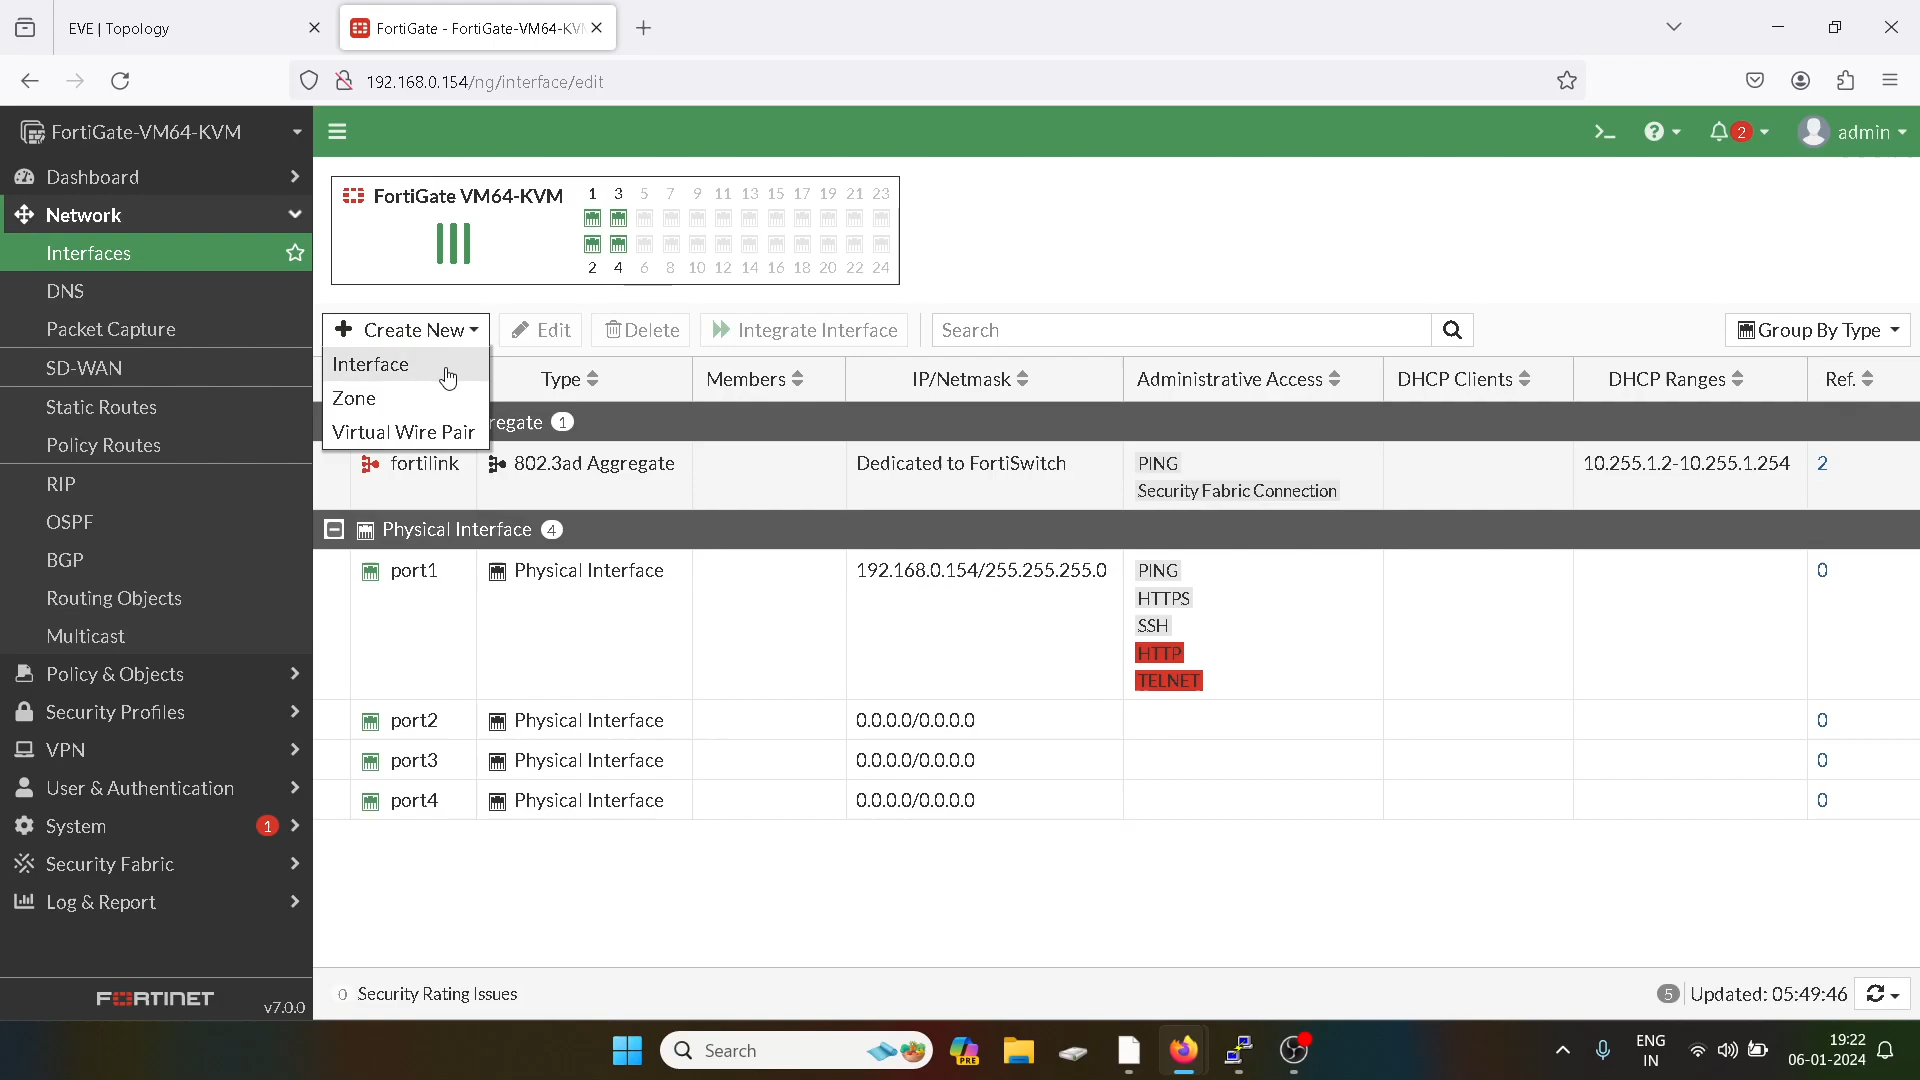 EVE | Topology
FortiGate - FortiGate-VM64-KV
192.168.0.154/ng/interface/edit
FortiGate-VM64-KVM
2
admin
Dashboard
Network
Interfaces
DNS
Packet Capture
SD-WAN
Static Routes
Policy Routes
RIP
OSPF
BGP
Routing Objects
Multicast
Policy & Objects
Security Profiles
VPN
User & Authentication
System 1
Security Fabric
Log & Report
FORTINET v7.0.0
FortiGate VM64-KVM
1 3 5 7 9 11 13 15 17 19 21 23
2 4 6 8 10 12 14 16 18 20 22 24
Create New Edit Delete Integrate Interface Search Group By Type
Interface
Zone
Virtual Wire Pair
Type Members IP/Netmask Administrative Access DHCP Clients DHCP Ranges Ref.
regate 1
fortilink 802.3ad Aggregate Dedicated to FortiSwitch PING 10.255.1.2-10.255.1.254 2
Security Fabric Connection
Physical Interface 4
port1 Physical Interface 192.168.0.154/255.255.255.0 PING 0
HTTPS
SSH
HTTP
TELNET
port2 Physical Interface 0.0.0.0/0.0.0.0 0
port3 Physical Interface 0.0.0.0/0.0.0.0 0
port4 Physical Interface 0.0.0.0/0.0.0.0 0
0 Security Rating Issues
5 Updated: 05:49:46
Search
PRE
ENG
IN
19:22
06-01-2024